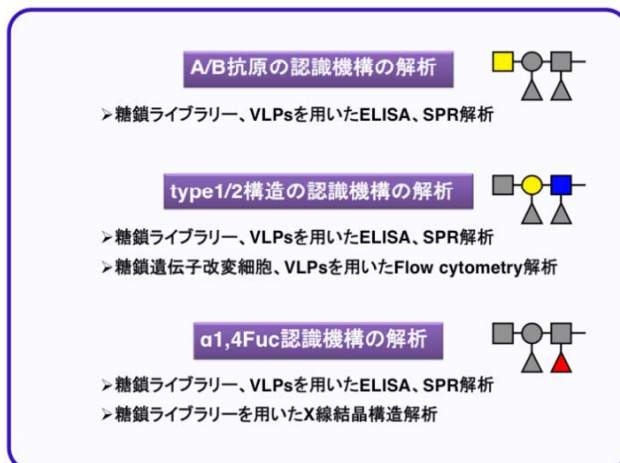 A/B抗原の認識機構の解析
➢糖鎖ライブラリー、VLPsを用いたELISA、SPR解析
type1/2構造の認識機構の解析
➢糖鎖ライブラリー、VLPsを用いたELISA、SPR解析
➢糖鎖遺伝子改変細胞、VLPsを用いたFlow cytometry解析
α1,4Fuc認識機構の解析
➢糖鎖ライブラリー、VLPsを用いたELISA、SPR解析
➢糖鎖ライブラリーを用いたX線結晶構造解析